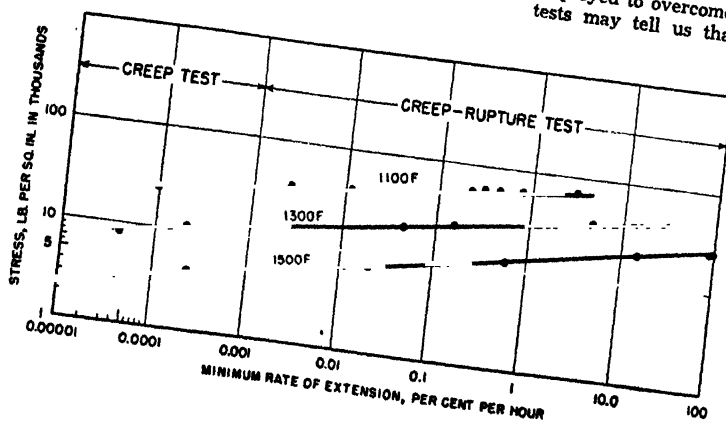 to overcome
tests may tell us
CREEP TEST
CREEP-RUPTURE TEST
STRESS, LB. PER SQ. IN. IN THOUSANDS
100
10
5
1
1100F
1300F
1500F
0.00001
0.0001
0.001
0.01
0.1
1
10.0
100
MINIMUM RATE OF EXTENSION, PER CENT PER HOUR